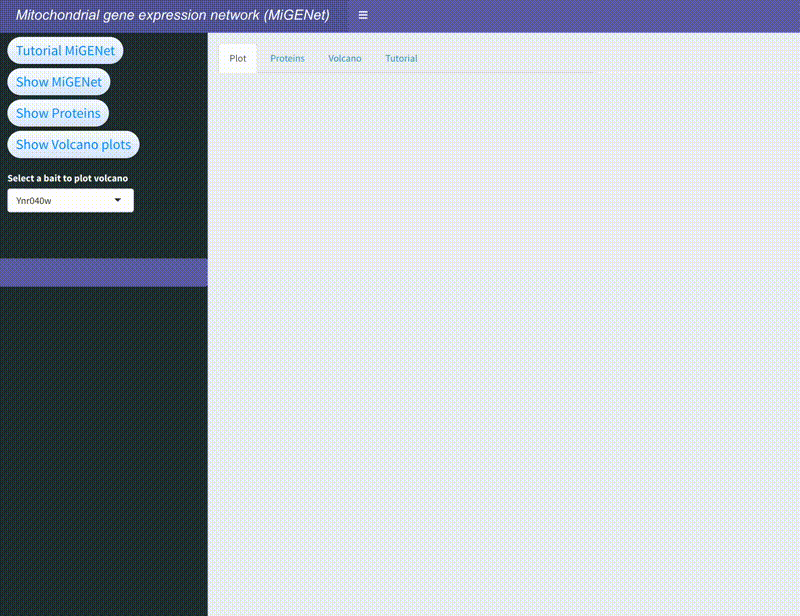 Mitochondrial gene expression network (MiGENet)
Tutorial MiGENet
Show MiGENet
Show Proteins
Show Volcano plots
Select a bait to plot volcano
Ynr040w
Plot Proteins Volcano Tutorial